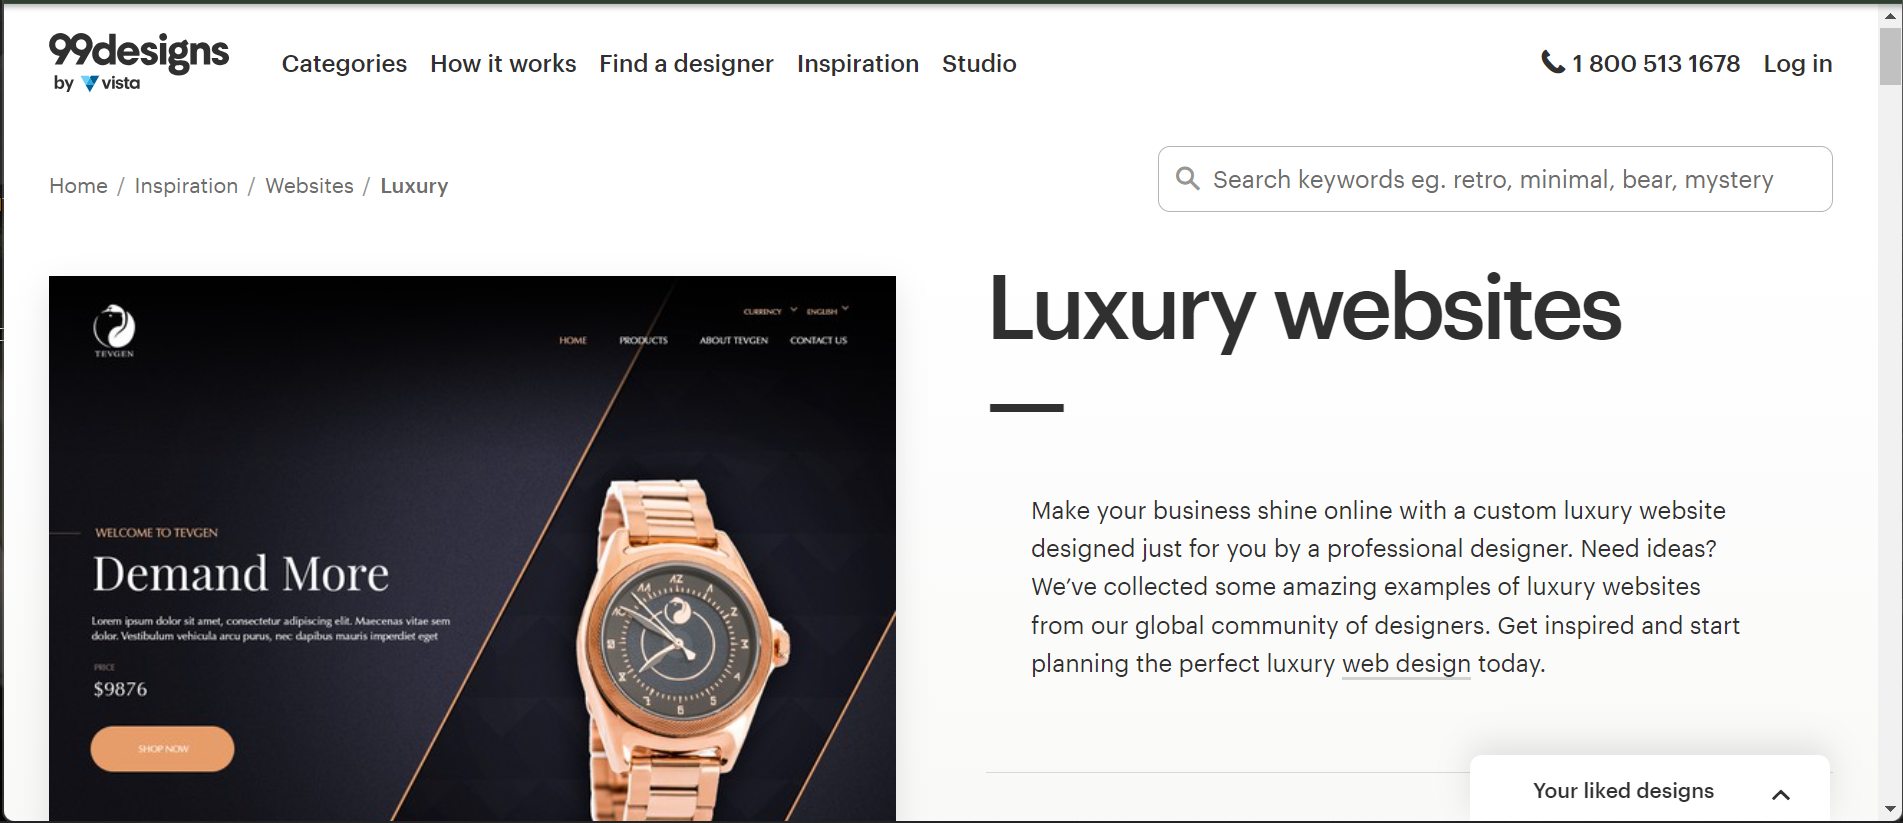 99designs
by vista
Categories
How it works
Find a designer
Inspiration
Studio
1 800 513 1678
Log in
Home / Inspiration / Websites / Luxury
Search keywords eg. retro, minimal, bear, mystery
TEVGEN
CURRENCY
ENGLISH
HOME
PRODUCTS
ABOUT TEVGEN
CONTACT US
WELCOME TO TEVGEN
Demand More
Lorem ipsum dolor sit amet, consectetur adipiscing elit. Maecenas vitae sem
dolor. Vestibulum vehicula arcu purus, nec dapibus mauris imperdiet eget
PRICE
$9876
SHOP NOW
Luxury websites
Make your business shine online with a custom luxury website
designed just for you by a professional designer. Need ideas?
We’ve collected some amazing examples of luxury websites
from our global community of designers. Get inspired and start
planning the perfect luxury web design today.
Your liked designs